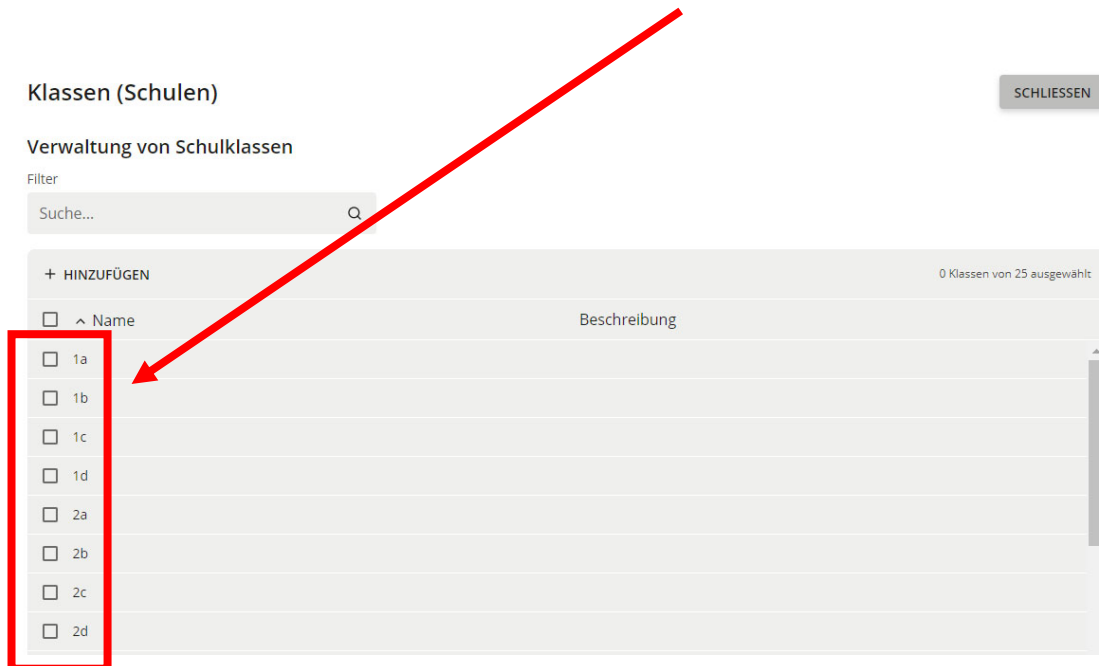 Klassen (Schulen)
SCHLIESSEN
Verwaltung von Schulklassen
Filter
Suche...
+ HINZUFÜGEN
0 Klassen von 25 ausgewählt
Name Beschreibung
1a
1b
1c
1d
2a
2b
2c
2d